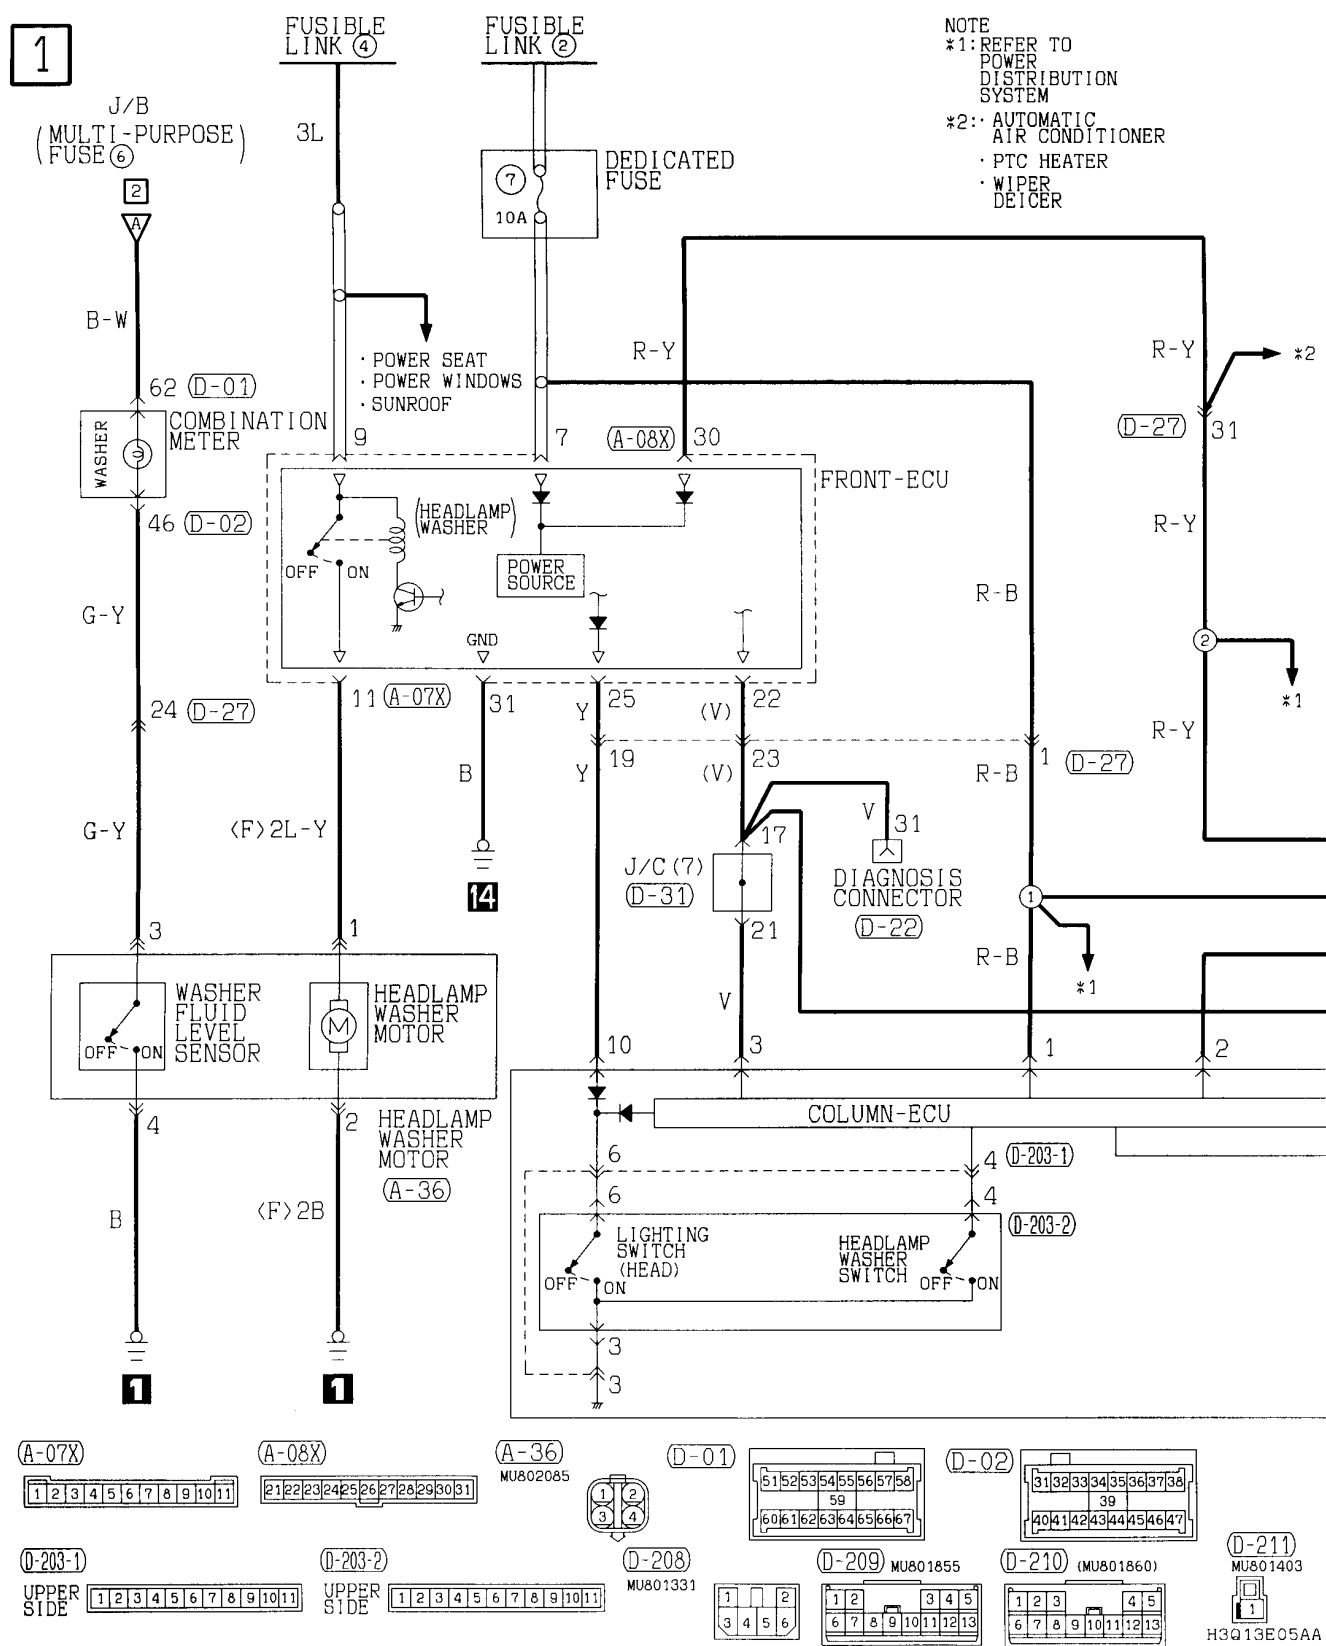 1
FUSIBLE
LINK ④
FUSIBLE
LINK ②
NOTE
*1: REFER TO
POWER
DISTRIBUTION
SYSTEM
*2: · AUTOMATIC
AIR CONDITIONER
· PTC HEATER
· WIPER
DEICER
J/B
(MULTI-PURPOSE)
FUSE ⑥
2
A
3L
7
10A
DEDICATED
FUSE
B-W
R-Y
R-Y
*2
· POWER SEAT
· POWER WINDOWS
· SUNROOF
62 (D-01)
WASHER
COMBINATION
METER
9
7
(A-08X) 30
(D-27) 31
46 (D-02)
FRONT-ECU
(HEADLAMP
WASHER)
OFF
ON
POWER
SOURCE
R-Y
R-B
G-Y
GND
2
*1
24 (D-27)
11 (A-07X)
31
Y
25
(V)
22
R-Y
19
23
1 (D-27)
B
Y
(V)
R-B
G-Y
<F>2L-Y
V
31
17
J/C (7)
(D-31)
DIAGNOSIS
CONNECTOR
(D-22)
14
21
1
3
1
R-B
*1
WASHER
FLUID
LEVEL
SENSOR
OFF
ON
M
HEADLAMP
WASHER
MOTOR
V
10
3
1
2
4
2
HEADLAMP
WASHER
MOTOR
(A-36)
COLUMN-ECU
6
4 (D-203-1)
6
4
(D-203-2)
B
<F>2B
LIGHTING
SWITCH
(HEAD)
OFF
ON
HEADLAMP
WASHER
SWITCH
OFF
ON
3
3
1
1
(A-07X)
1 2 3 4 5 6 7 8 9 10 11
(A-08X)
21 22 23 24 25 26 27 28 29 30 31
(A-36)
MU802085
1 2
3 4
(D-01)
51 52 53 54 55 56 57 58
59
60 61 62 63 64 65 66 67
(D-02)
31 32 33 34 35 36 37 38
39
40 41 42 43 44 45 46 47
(D-203-1)
UPPER
SIDE
1 2 3 4 5 6 7 8 9 10 11
(D-203-2)
UPPER
SIDE
1 2 3 4 5 6 7 8 9 10 11
(D-208)
MU801331
1 2
3 4 5 6
(D-209) MU801855
1 2 3 4 5
6 7 8 9 10 11 12 13
(D-210) (MU801860)
1 2 3 4 5
6 7 8 9 10 11 12 13
(D-211)
MU801403
1
H3Q13E05AA